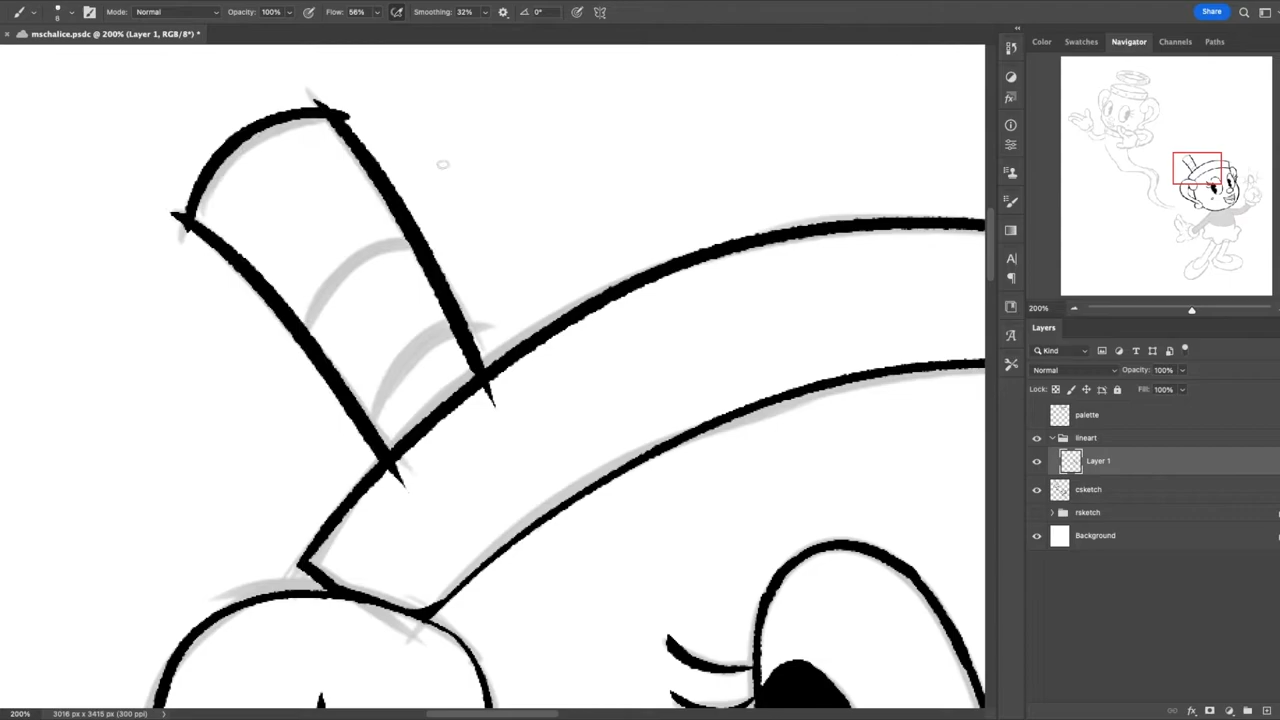 8 Mode: Normal Opacity: 100% Flow: 56% Smoothing: 32% 0° Share
× mschalice.psdc @ 200% (Layer 1, RGB/8*) *
Color Swatches Navigator Channels Paths
200%
Layers
Kind
Normal Opacity: 100%
Lock: Fill: 100%
palette
lineart
Layer 1
csketch
rsketch
Background
200% 3016 px x 3415 px (300 ppi)